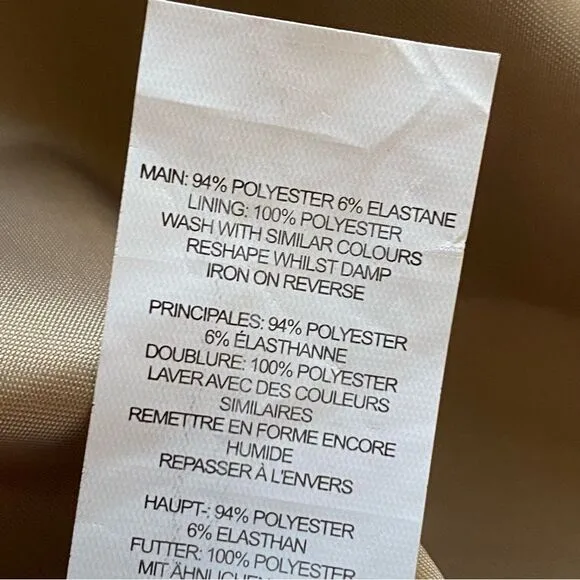 MAIN: 94% POLYESTER 6% ELASTANE
LINING: 100% POLYESTER
WASH WITH SIMILAR COLOURS
RESHAPE WHILST DAMP
IRON ON REVERSE
PRINCIPALES: 94% POLYESTER
6% ÉLASTHANNE
DOUBLURE: 100% POLYESTER
LAVER AVEC DES COULEURS
SIMILAIRES
REMETTRE EN FORME ENCORE
HUMIDE
REPASSER À L'ENVERS
HAUPT-: 94% POLYESTER
6% ELASTHAN
FUTTER: 100% POLYESTER
MIT ÄHNLICHEN